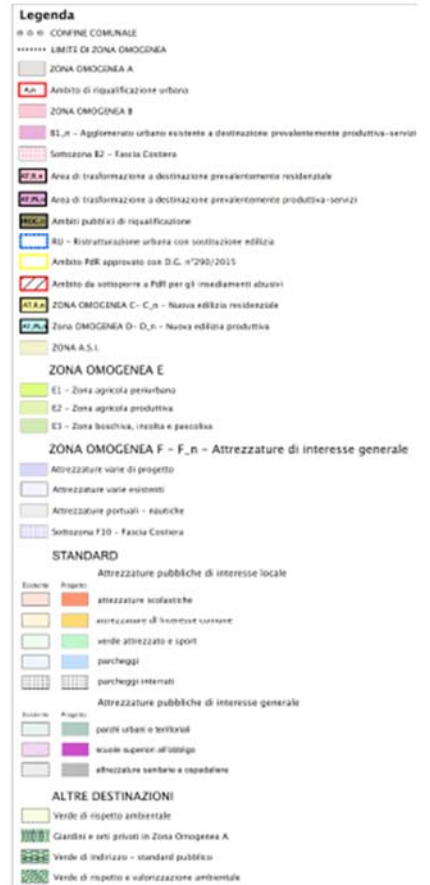 Legenda
CONFINE COMUNALE
LIMITE DI ZONA OMOGENEA
ZONA OMOGENEA A
Ambito di riqualificazione urbana
ZONA OMOGENEA B
B1_n - Agglomerato urbano esistente a destinazione prevalentemente produttiva-servizi
Sottozona B2 - Fascia Costiera
Area di trasformazione a destinazione prevalentemente residenziale
Area di trasformazione a destinazione prevalentemente produttiva-servizi
Ambiti pubblici di riqualificazione
RU - Ristrutturazione urbana con sostituzione edilizia
Ambito PdR approvato con D.G. n°290/2015
Ambito da sottoporre a PdR per gli insediamenti abusivi
ZONA OMOGENEA C- C_n - Nuova edilizia residenziale
Zona OMOGENEA D- D_n - Nuova edilizia produttiva
ZONA A.S.I.
ZONA OMOGENEA E
E1 - Zona agricola periurbana
E2 - Zona agricola produttiva
E3 - Zona boschiva, incolta e pascoliva
ZONA OMOGENEA F - F_n - Attrezzature di interesse generale
Attrezzature varie di progetto
Attrezzature varie esistenti
Attrezzature portuali - nautiche
Sottozona F10 - Fascia Costiera
STANDARD
Attrezzature pubbliche di interesse locale
Esistente Progetto
attrezzature scolastiche
attrezzature di interesse comune
verde attrezzato e sport
parcheggi
parcheggi interrati
Attrezzature pubbliche di interesse generale
Esistente Progetto
parchi urbani e territoriali
scuole superiori all'obbligo
attrezzature sanitarie e ospedaliere
ALTRE DESTINAZIONI
Verde di rispetto ambientale
Giardini e orti privati in Zona Omogenea A
Verde di indirizzo - standard pubblico
Verde di rispetto e valorizzazione ambientale